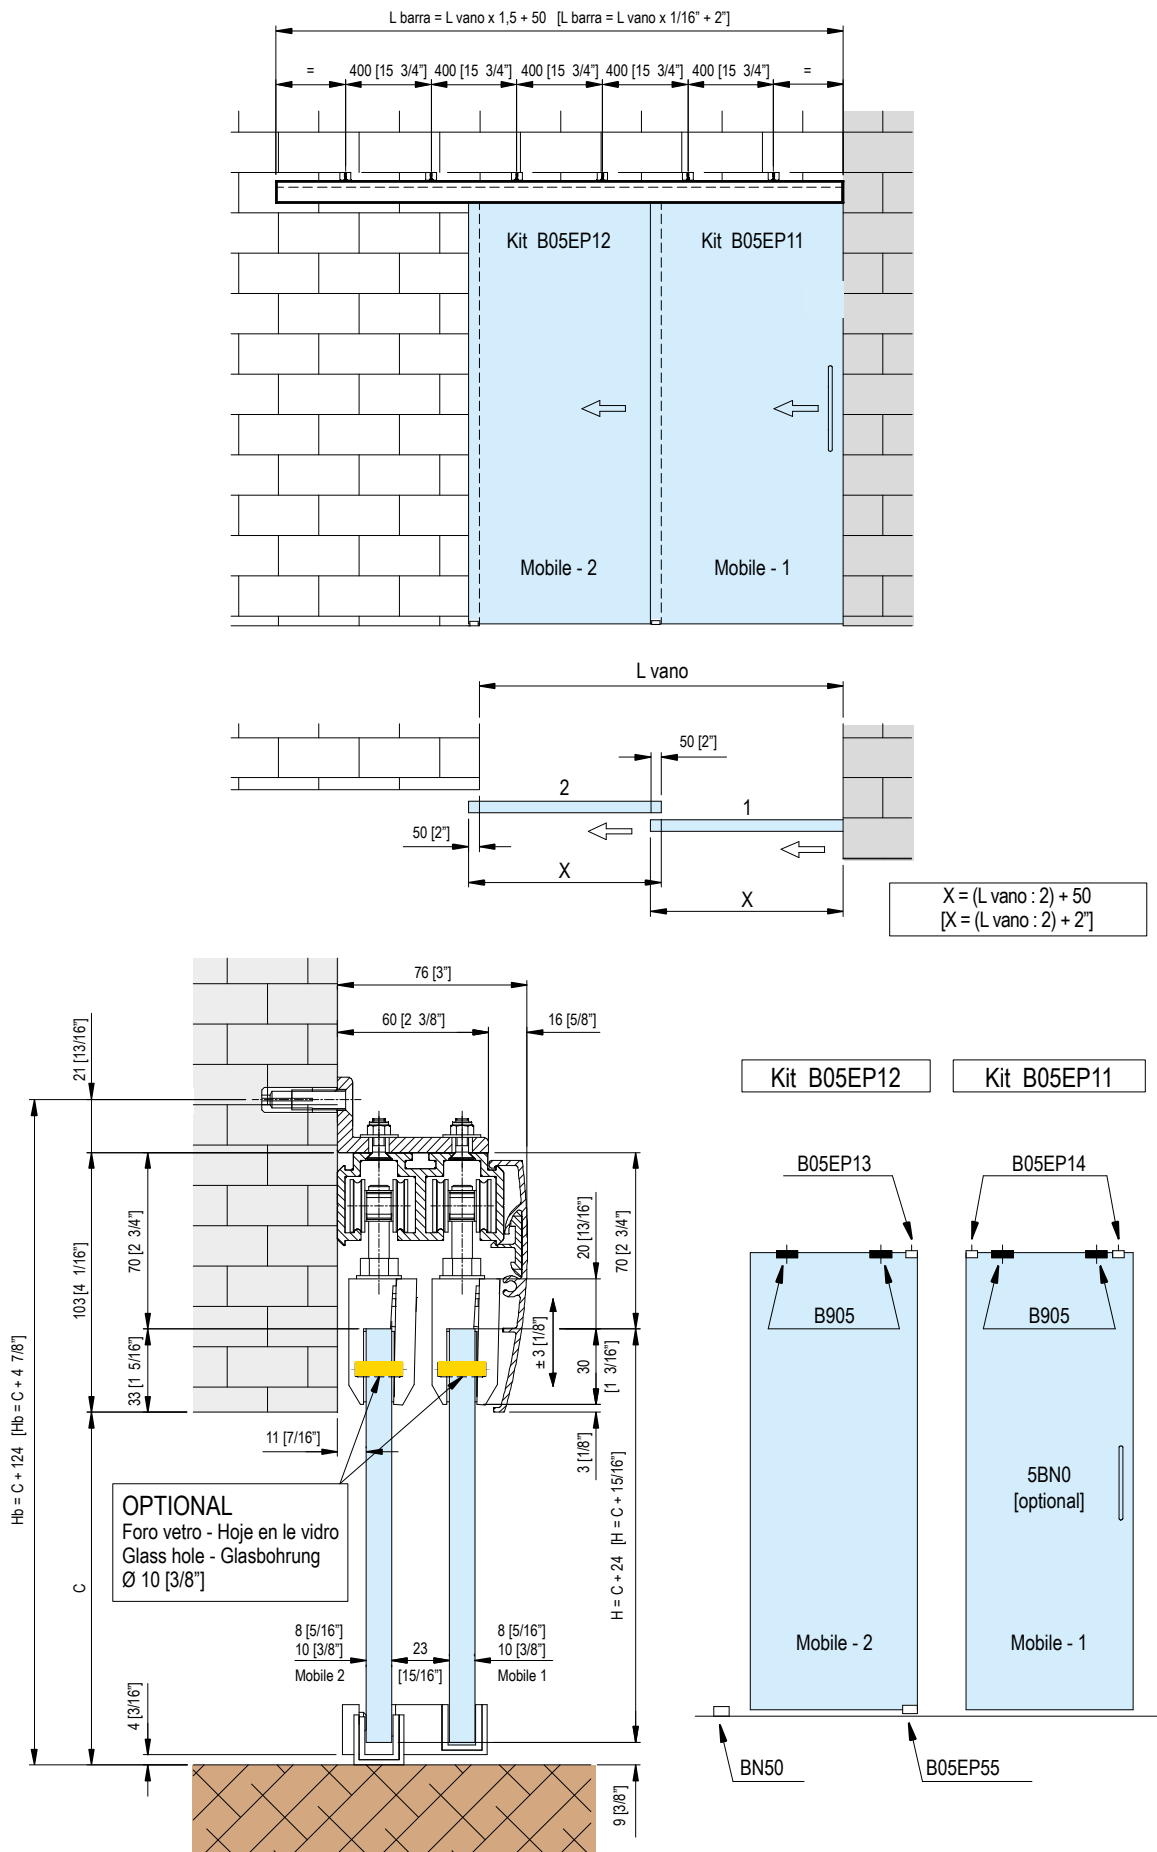 L barra = L vano x 1,5 + 50 [L barra = L vano x 1/16” + 2”]
= 400 [15 3/4”] 400 [15 3/4”] 400 [15 3/4”] 400 [15 3/4”] 400 [15 3/4”] =
Kit B05EP12
Kit B05EP11
Mobile - 2
Mobile - 1
L vano
50 [2”]
2
1
50 [2”]
X
X
X = (L vano : 2) + 50
[X = (L vano : 2) + 2”]
76 [3”]
60 [2 3/8”]
16 [5/8”]
21 [13/16”]
70 [2 3/4”]
103 [4 1/16”]
33 [1 5/16”]
Hb = C + 124 [Hb = C + 4 7/8”]
C
20 [13/16”]
70 [2 3/4”]
± 3 [1/8”]
30
[1 3/16”]
3 [1/8”]
H = C + 24 [H = C + 15/16”]
11 [7/16”]
OPTIONAL
Foro vetro - Hoje en le vidro
Glass hole - Glasbohrung
Ø 10 [3/8”]
8 [5/16”]
10 [3/8”]
Mobile 2
23
[15/16”]
8 [5/16”]
10 [3/8”]
Mobile 1
4 [3/16”]
9 [3/8”]
Kit B05EP12
Kit B05EP11
B05EP13
B05EP14
B905
B905
5BN0
[optional]
Mobile - 2
Mobile - 1
BN50
B05EP55